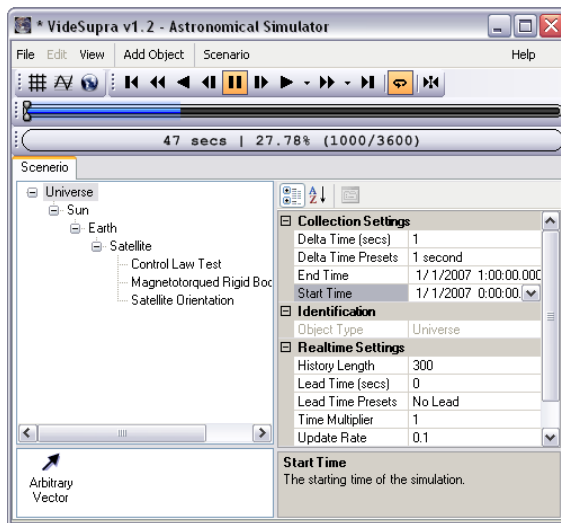 * VideSupra v1.2 - Astronomical Simulator
File Edit View Add Object Scenario Help
47 secs | 27.78% (1000/3600)
Scenerio
Universe
Sun
Earth
Satellite
Control Law Test
Magnetotorqued Rigid Boc
Satellite Orientation
Collection Settings
Delta Time (secs) 1
Delta Time Presets 1 second
End Time 1/ 1/2007 1:00:00.000
Start Time 1/ 1/2007 0:00:00.
Identification
Object Type Universe
Realtime Settings
History Length 300
Lead Time (secs) 0
Lead Time Presets No Lead
Time Multiplier 1
Update Rate 0.1
Arbitrary
Vector
Start Time
The starting time of the simulation.